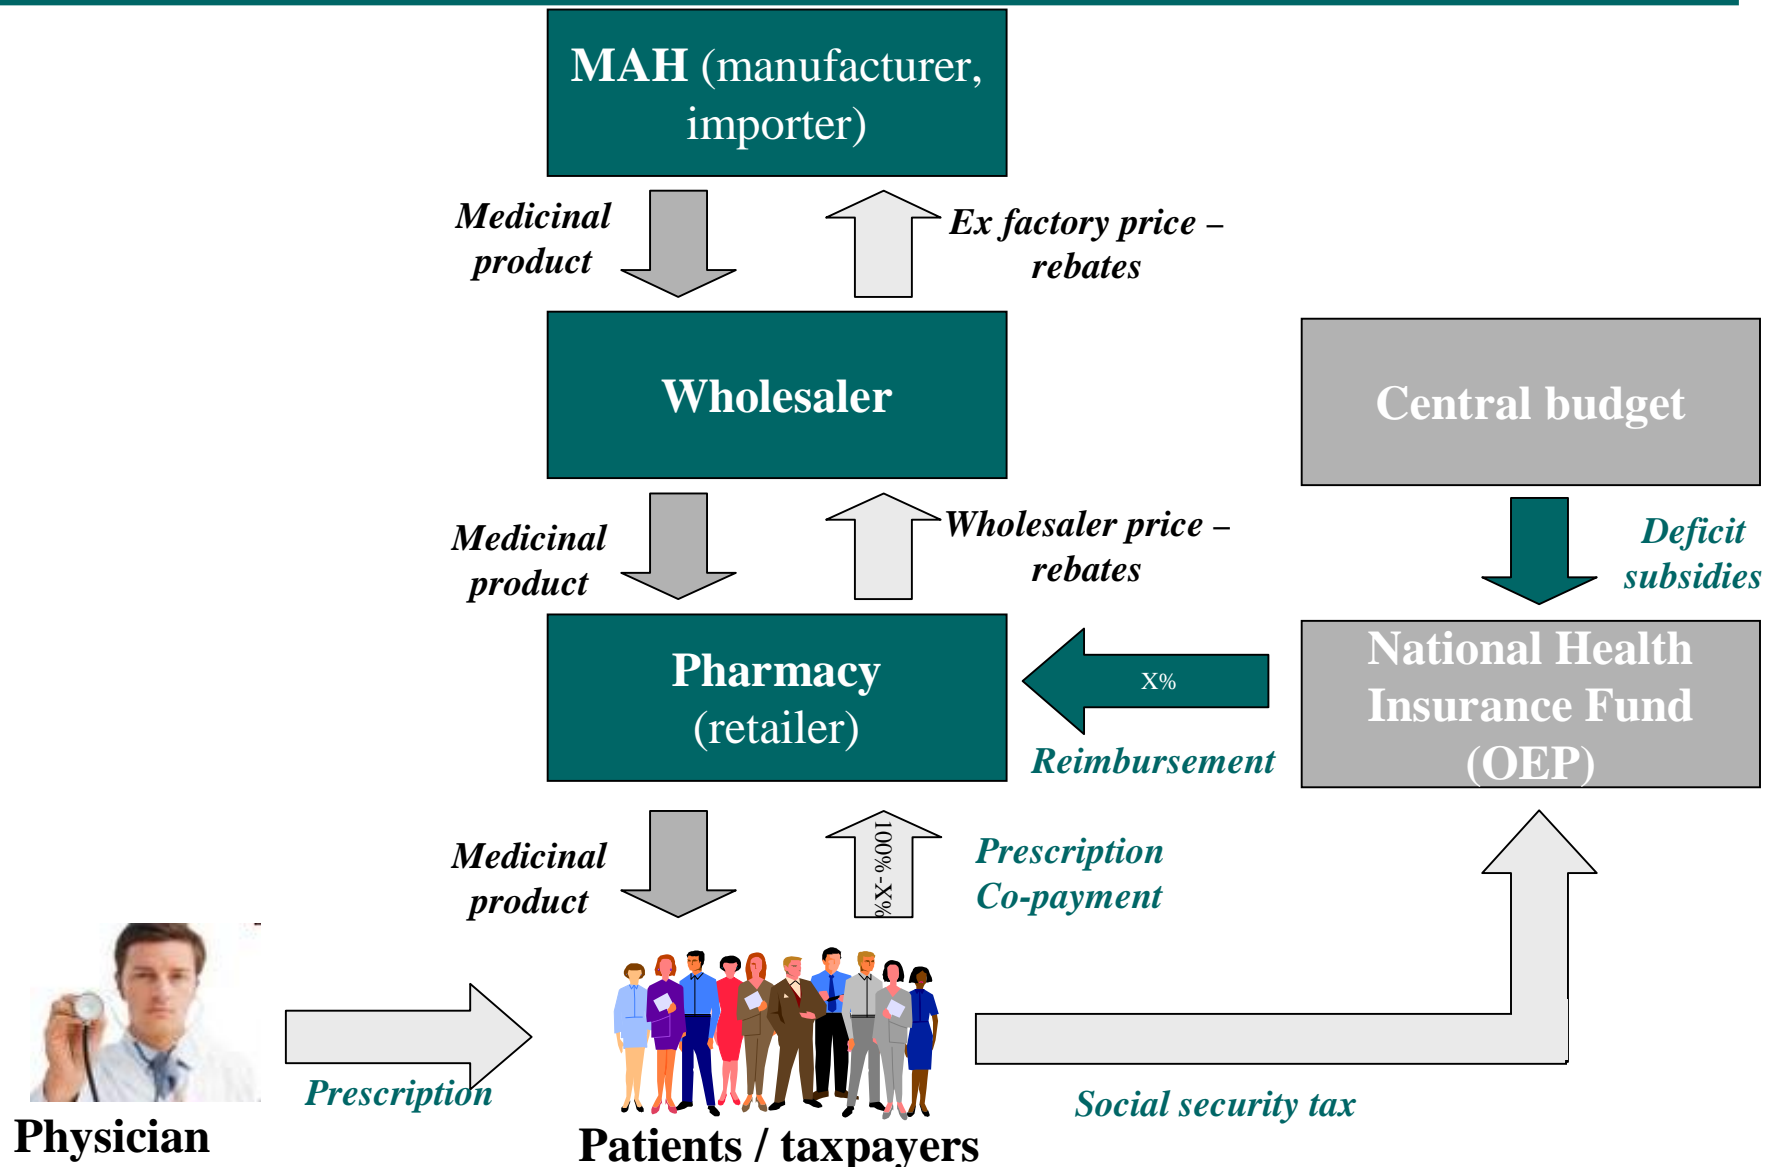 MAH (manufacturer,
importer)
Medicinal
product
Ex factory price –
rebates
Wholesaler
Central budget
Medicinal
product
Wholesaler price –
rebates
Deficit
subsidies
Pharmacy
(retailer)
X%
Reimbursement
National Health
Insurance Fund
(OEP)
Medicinal
product
100%-X%
Prescription
Co-payment
Prescription
Physician
Patients / taxpayers
Social security tax